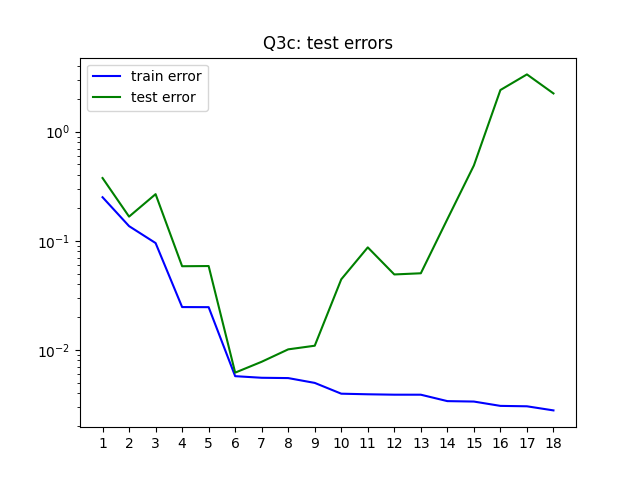 Q3c: test errors
train error
test error
10⁰
10⁻¹
10⁻²
1 2 3 4 5 6 7 8 9 10 11 12 13 14 15 16 17 18